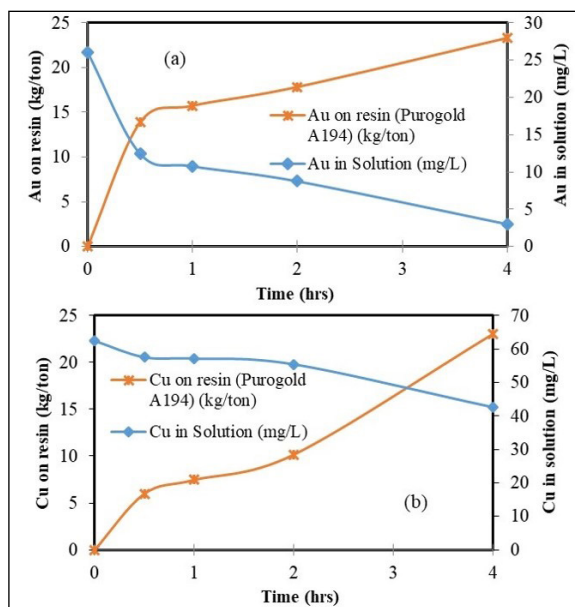 25
20
15
10
5
0
Au on resin (kg/ton)
30
25
20
15
10
5
0
Au in solution (mg/L)
(a)
Au on resin (Purogold
A194) (kg/ton)
Au in Solution (mg/L)
0 1 2 3 4
Time (hrs)
25
20
15
10
5
0
Cu on resin (kg/ton)
70
60
50
40
30
20
10
0
Cu in solution (mg/L)
Cu on resin (Purogold
A194) (kg/ton)
Cu in Solution (mg/L)
(b)
0 1 2 3 4
Time (hrs)